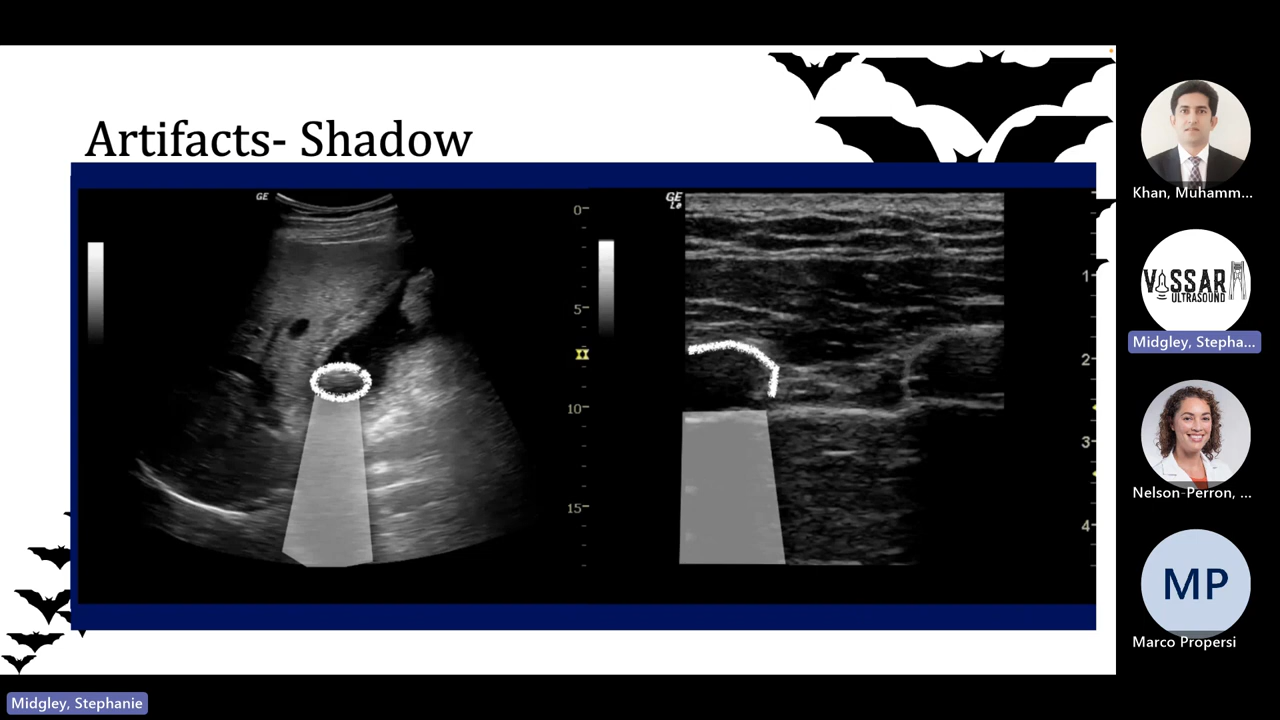 Artifacts- Shadow
GE
0
5
10
15
GE
Lo
1
2
3
4
Khan, Muhamm...
VASSAR
ULTRASOUND
Midgley, Stepha...
Nelson-Perron, ...
MP
Marco Propersi
Midgley, Stephanie